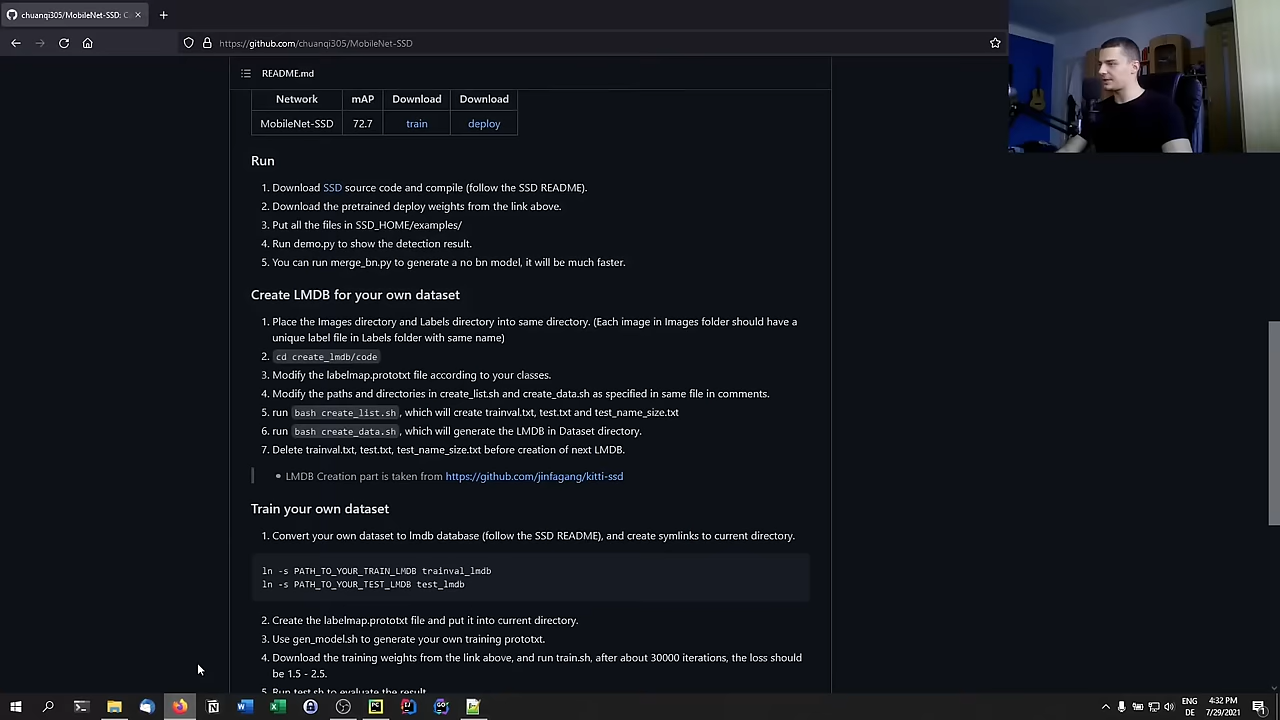 chuanqi305/MobileNet-SSD: C
https://github.com/chuanqi305/MobileNet-SSD
README.md
Network mAP Download Download
MobileNet-SSD 72.7 train deploy
Run
1. Download SSD source code and compile (follow the SSD README).
2. Download the pretrained deploy weights from the link above.
3. Put all the files in SSD_HOME/examples/
4. Run demo.py to show the detection result.
5. You can run merge_bn.py to generate a no bn model, it will be much faster.
Create LMDB for your own dataset
1. Place the Images directory and Labels directory into same directory. (Each image in Images folder should have a
unique label file in Labels folder with same name)
2. cd create_lmdb/code
3. Modify the labelmap.prototxt file according to your classes.
4. Modify the paths and directories in create_list.sh and create_data.sh as specified in same file in comments.
5. run bash create_list.sh, which will create trainval.txt, test.txt and test_name_size.txt
6. run bash create_data.sh, which will generate the LMDB in Dataset directory.
7. Delete trainval.txt, test.txt, test_name_size.txt before creation of next LMDB.
• LMDB Creation part is taken from https://github.com/jinfagang/kitti-ssd
Train your own dataset
1. Convert your own dataset to lmdb database (follow the SSD README), and create symlinks to current directory.
ln -s PATH_TO_YOUR_TRAIN_LMDB trainval_lmdb
ln -s PATH_TO_YOUR_TEST_LMDB test_lmdb
2. Create the labelmap.prototxt file and put it into current directory.
3. Use gen_model.sh to generate your own training prototxt.
4. Download the training weights from the link above, and run train.sh, after about 30000 iterations, the loss should
be 1.5 - 2.5.
5. Run test.sh to evaluate the result.
ENG
DE
4:32 PM
7/29/2021